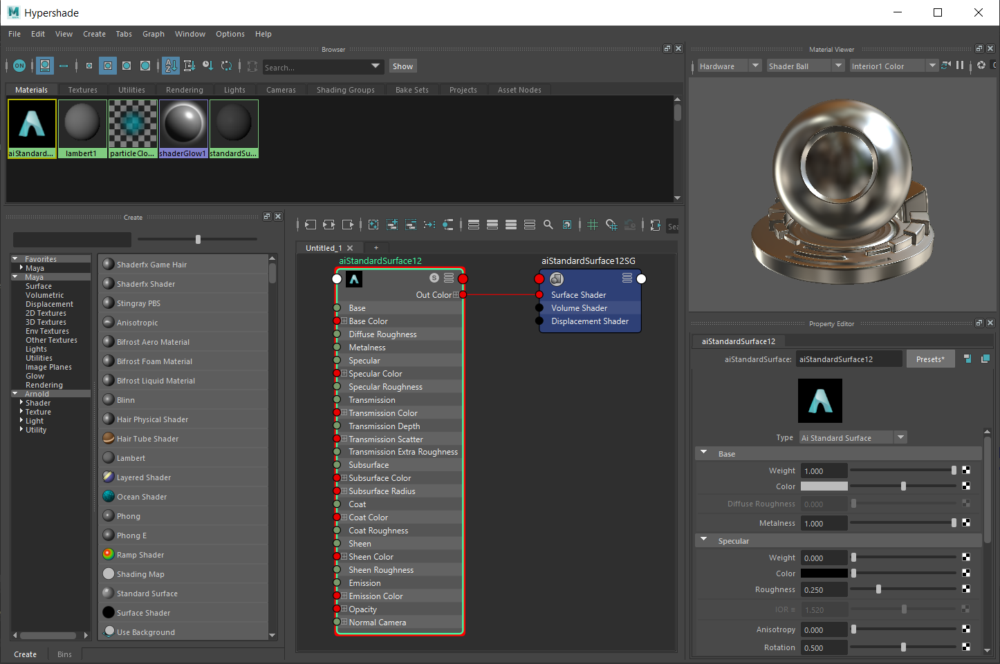 Hypershade
File Edit View Create Tabs Graph Window Options Help
Browser
ON
Search...
Show
Materials Textures Utilities Rendering Lights Cameras Shading Groups Bake Sets Projects Asset Nodes
aiStandard... lambert1 particleClo... shaderGlow1 standardSu...
Create
Favorites
Maya
Maya
Surface
Volumetric
Displacement
2D Textures
3D Textures
Env Textures
Other Textures
Lights
Utilities
Image Planes
Glow
Rendering
Arnold
Shader
Texture
Light
Utility
Shaderfx Game Hair
Shaderfx Shader
Stingray PBS
Anisotropic
Bifrost Aero Material
Bifrost Foam Material
Bifrost Liquid Material
Blinn
Hair Physical Shader
Hair Tube Shader
Lambert
Layered Shader
Ocean Shader
Phong
Phong E
Ramp Shader
Shading Map
Standard Surface
Surface Shader
Use Background
Create Bins
Sea
Untitled_1 +
aiStandardSurface12
S
Out Color
Base
Base Color
Diffuse Roughness
Metalness
Specular
Specular Color
Specular Roughness
Transmission
Transmission Color
Transmission Depth
Transmission Scatter
Transmission Extra Roughness
Subsurface
Subsurface Color
Subsurface Radius
Coat
Coat Color
Coat Roughness
Sheen
Sheen Color
Sheen Roughness
Emission
Emission Color
Opacity
Normal Camera
aiStandardSurface12SG
Surface Shader
Volume Shader
Displacement Shader
Material Viewer
Hardware Shader Ball Interior1 Color
Property Editor
aiStandardSurface12
aiStandardSurface: aiStandardSurface12 Presets*
Type Ai Standard Surface
Base
Weight 1.000
Color
Diffuse Roughness 0.000
Metalness 1.000
Specular
Weight 0.000
Color
Roughness 0.250
IOR = 1.520
Anisotropy 0.000
Rotation 0.500